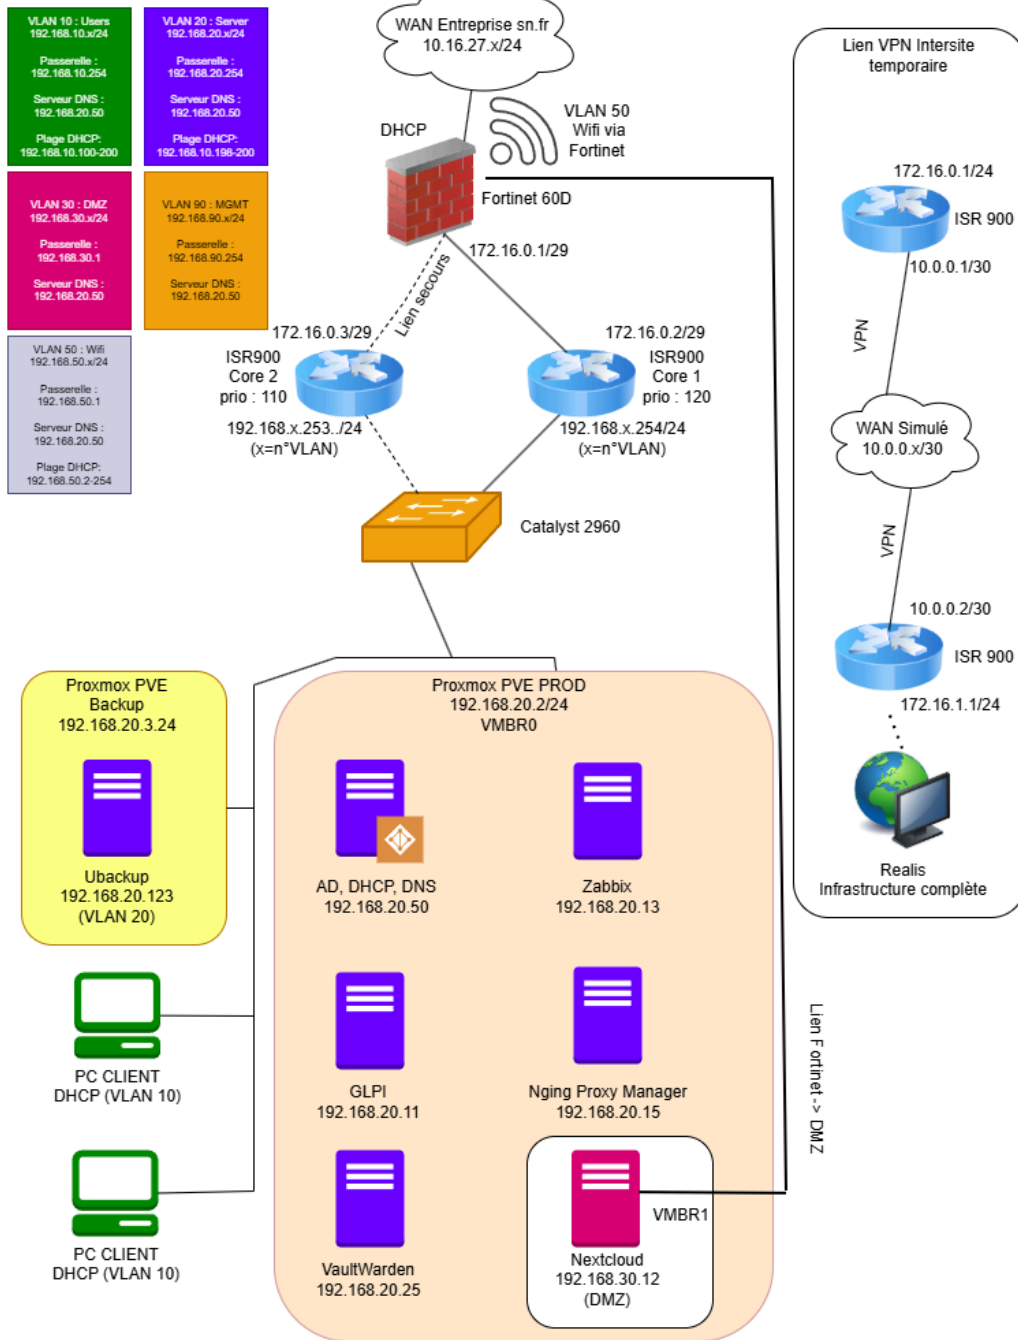 VLAN 10 : Users
192.168.10.x/24
Passerelle :
192.168.10.254
Serveur DNS :
192.168.20.50
Plage DHCP:
192.168.10.100-200
VLAN 20 : Server
192.168.20.x/24
Passerelle :
192.168.20.254
Serveur DNS :
192.168.20.50
Plage DHCP:
192.168.10.198-200
VLAN 30 : DMZ
192.168.30.x/24
Passerelle :
192.168.30.1
Serveur DNS :
192.168.20.50
VLAN 90 : MGMT
192.168.90.x/24
Passerelle :
192.168.90.254
Serveur DNS :
192.168.20.50
VLAN 50 : Wifi
192.168.50.x/24
Passerelle :
192.168.50.1
Serveur DNS :
192.168.20.50
Plage DHCP:
192.168.50.2-254
WAN Entreprise sn.fr
10.16.27.x/24
DHCP
VLAN 50
Wifi via
Fortinet
Fortinet 60D
172.16.0.1/29
Lien secours
172.16.0.3/29
ISR900
Core 2
prio : 110
192.168.x.253../24
(x=n°VLAN)
172.16.0.2/29
ISR900
Core 1
prio : 120
192.168.x.254/24
(x=n°VLAN)
Catalyst 2960
Proxmox PVE
Backup
192.168.20.3.24
Ubackup
192.168.20.123
(VLAN 20)
PC CLIENT
DHCP (VLAN 10)
PC CLIENT
DHCP (VLAN 10)
Proxmox PVE PROD
192.168.20.2/24
VMBR0
AD, DHCP, DNS
192.168.20.50
Zabbix
192.168.20.13
GLPI
192.168.20.11
Nging Proxy Manager
192.168.20.15
VaultWarden
192.168.20.25
Nextcloud
192.168.30.12
(DMZ)
VMBR1
Lien Fortinet -> DMZ
Lien VPN Intersite
temporaire
172.16.0.1/24
ISR 900
10.0.0.1/30
VPN
WAN Simulé
10.0.0.x/30
VPN
10.0.0.2/30
ISR 900
172.16.1.1/24
Realis
Infrastructure complète